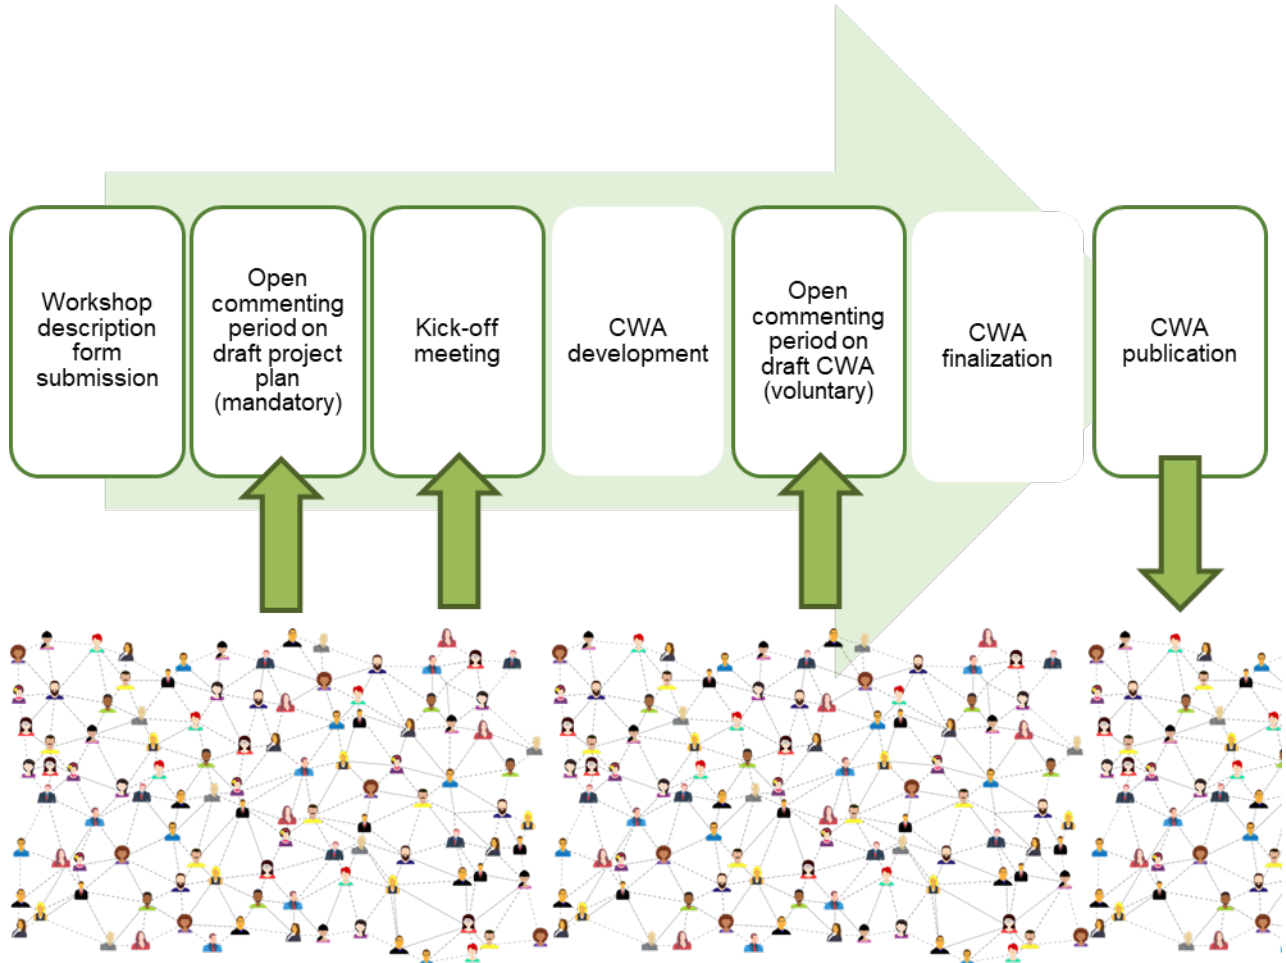 Workshop
description
form
submission
Open
commenting
period on
draft project
plan
(mandatory)
Kick-off
meeting
CWA
development
Open
commenting
period on
draft CWA
(voluntary)
CWA
finalization
CWA
publication